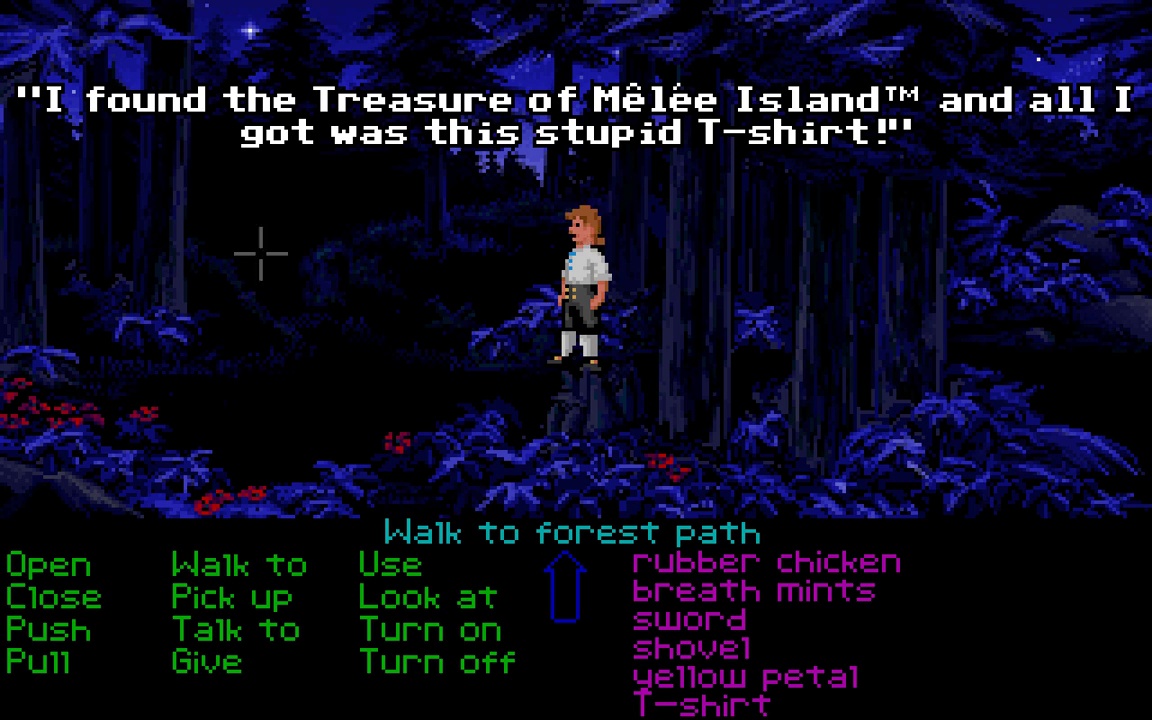 "I found the Treasure of Mêlée Island™ and all I
got was this stupid T-shirt!"
Walk to forest path
Open Walk to Use
Close Pick up Look at
Push Talk to Turn on
Pull Give Turn off
rubber chicken
breath mints
sword
shovel
yellow petal
T-shirt